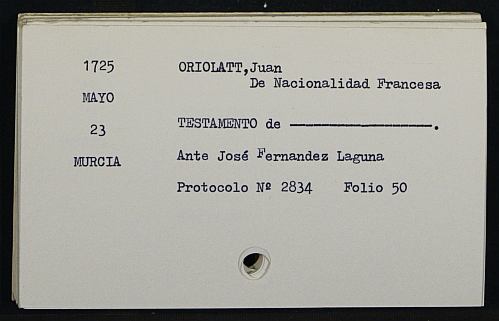 1725 ORIOLATT,Juan
De Nacionalidad Francesa
MAYO
23 TESTAMENTO de ————————.
MURCIA Ante José Fernandez Laguna
Protocolo Nº 2834 Folio 50